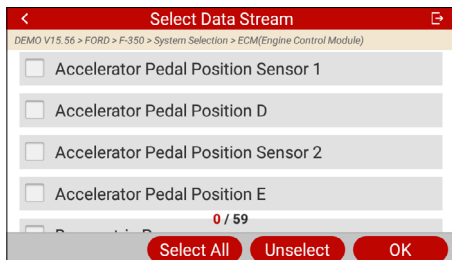 Select Data Stream
DEMO V15.56 > FORD > F-350 > System Selection > ECM(Engine Control Module)
Accelerator Pedal Position Sensor 1
Accelerator Pedal Position D
Accelerator Pedal Position Sensor 2
Accelerator Pedal Position E
0 / 59
Select All Unselect OK